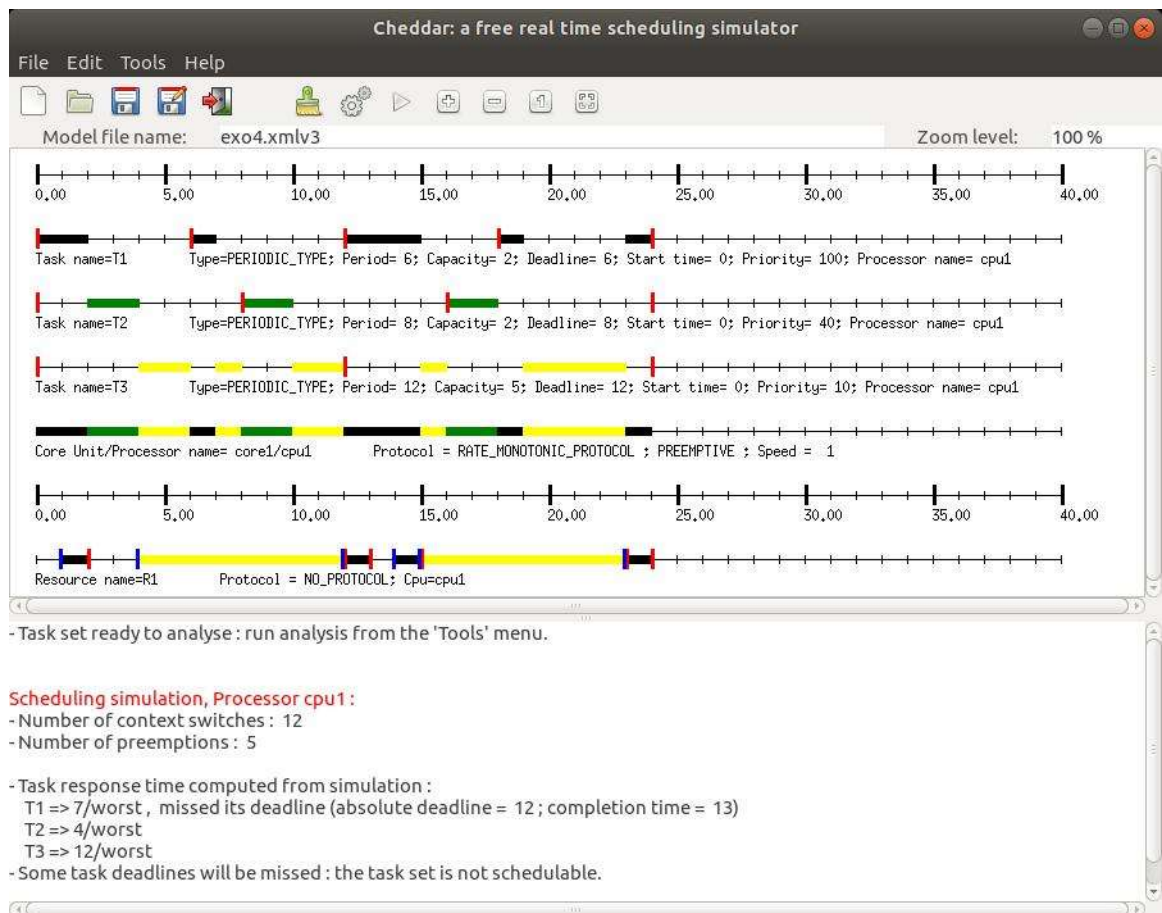 Cheddar: a free real time scheduling simulator
File Edit Tools Help
Model file name: exo4.xmlv3 Zoom level: 100 %
0.00 5.00 10.00 15.00 20.00 25.00 30.00 35.00 40.00
Task name=T1 Type=PERIODIC_TYPE; Period= 6; Capacity= 2; Deadline= 6; Start time= 0; Priority= 100; Processor name= cpu1
Task name=T2 Type=PERIODIC_TYPE; Period= 8; Capacity= 2; Deadline= 8; Start time= 0; Priority= 40; Processor name= cpu1
Task name=T3 Type=PERIODIC_TYPE; Period= 12; Capacity= 5; Deadline= 12; Start time= 0; Priority= 10; Processor name= cpu1
Core Unit/Processor name= core1/cpu1 Protocol = RATE_MONOTONIC_PROTOCOL ; PREEMPTIVE ; Speed = 1
0.00 5.00 10.00 15.00 20.00 25.00 30.00 35.00 40.00
Resource name=R1 Protocol = NO_PROTOCOL; Cpu=cpu1
- Task set ready to analyse : run analysis from the 'Tools' menu.
Scheduling simulation, Processor cpu1 :
- Number of context switches : 12
- Number of preemptions : 5
- Task response time computed from simulation :
T1 => 7/worst , missed its deadline (absolute deadline = 12 ; completion time = 13)
T2 => 4/worst
T3 => 12/worst
- Some task deadlines will be missed : the task set is not schedulable.